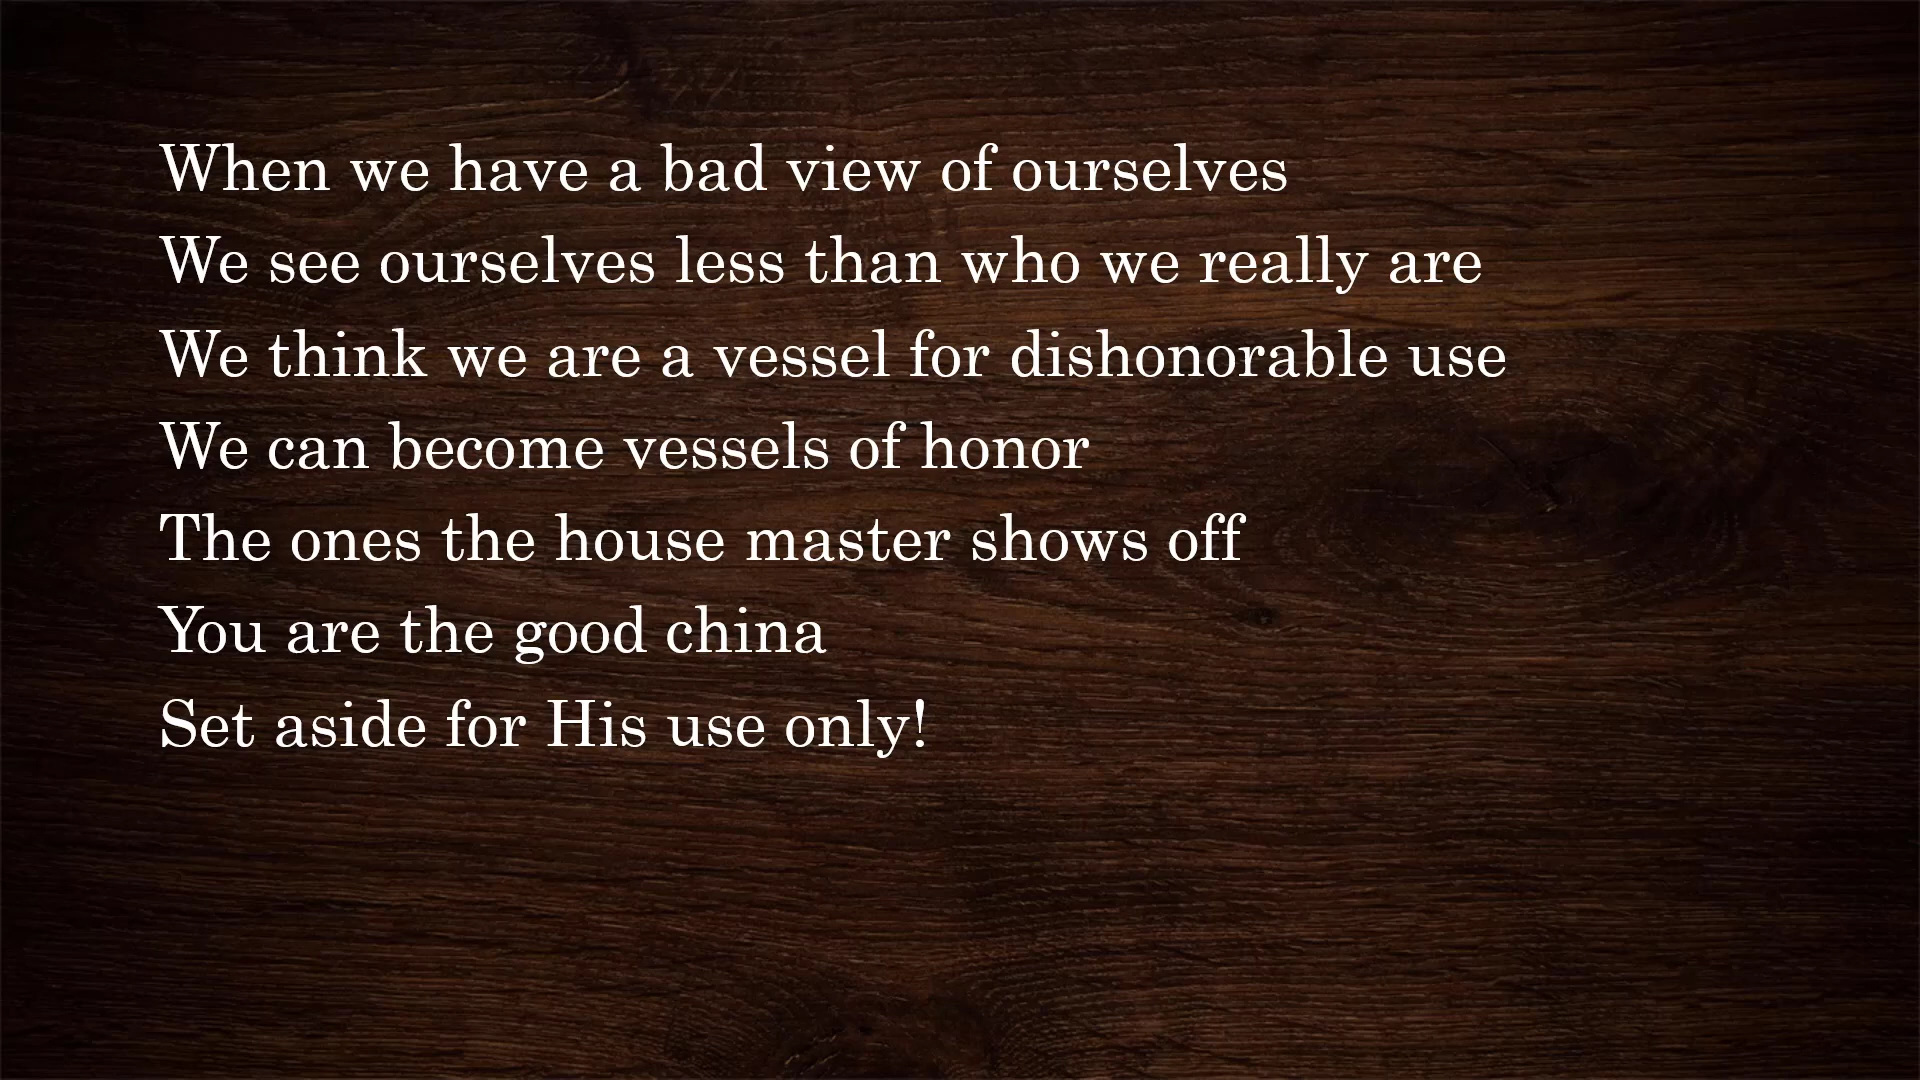 When we have a bad view of ourselves
We see ourselves less than who we really are
We think we are a vessel for dishonorable use
We can become vessels of honor
The ones the house master shows off
You are the good china
Set aside for His use only!